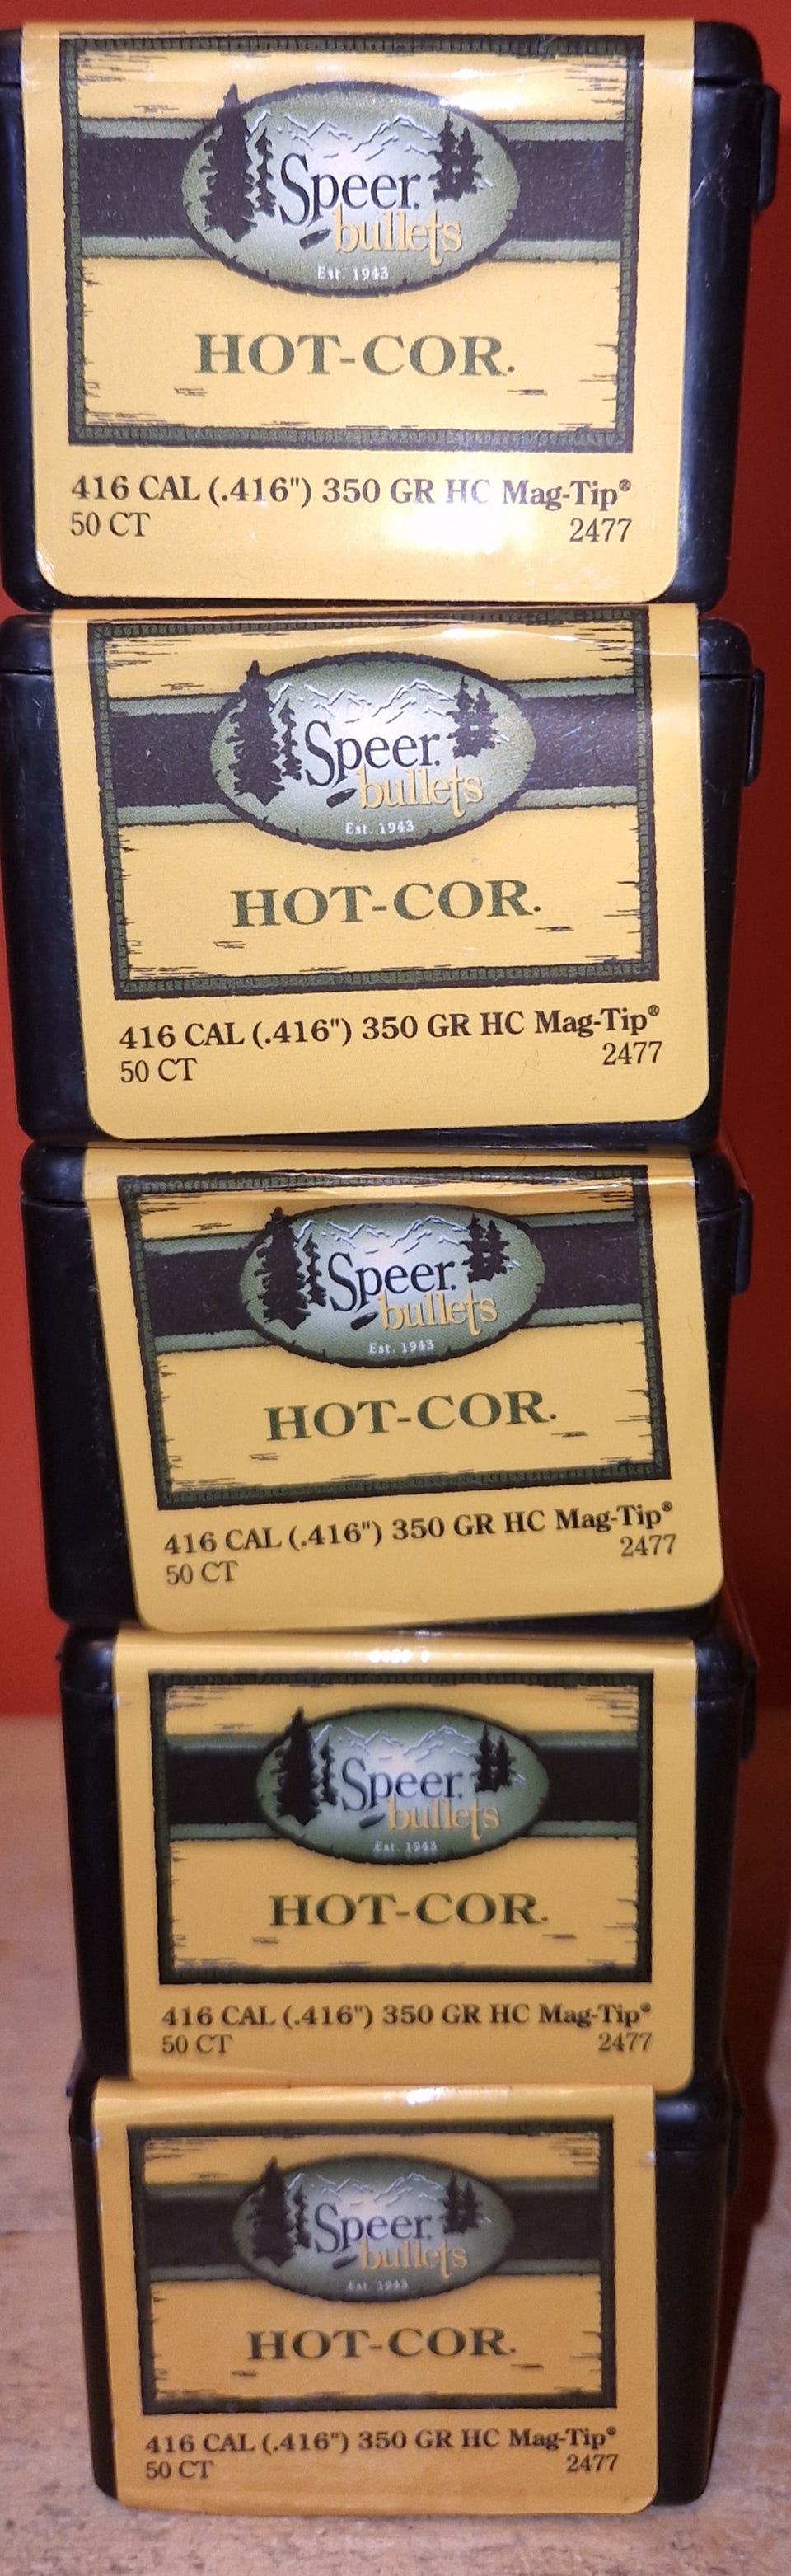 Speer.
bullets
Est. 1943
HOT-COR.
416 CAL (.416") 350 GR HC Mag-Tip®
50 CT 2477
Speer.
bullets
Est. 1943
HOT-COR.
416 CAL (.416") 350 GR HC Mag-Tip®
50 CT 2477
Speer.
bullets
Est. 1943
HOT-COR.
416 CAL (.416") 350 GR HC Mag-Tip®
50 CT 2477
Speer.
bullets
Est. 1943
HOT-COR.
416 CAL (.416") 350 GR HC Mag-Tip®
50 CT 2477
Speer.
bullets
Est. 1943
HOT-COR.
416 CAL (.416") 350 GR HC Mag-Tip®
50 CT 2477